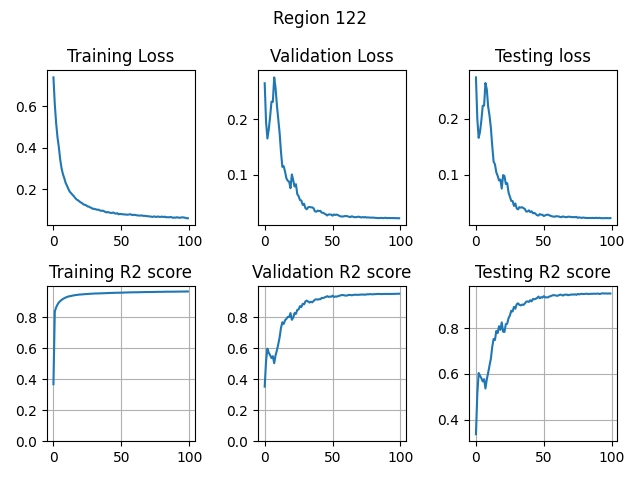 Region 122
Training Loss
Validation Loss
Testing loss
0.6
0.4
0.2
0 50 100
0.2
0.1
0 50 100
0.2
0.1
0 50 100
Training R2 score
Validation R2 score
Testing R2 score
0.8
0.6
0.4
0.2
0.0
0 50 100
0.8
0.6
0.4
0.2
0.0
0 50 100
0.8
0.6
0.4
0 50 100